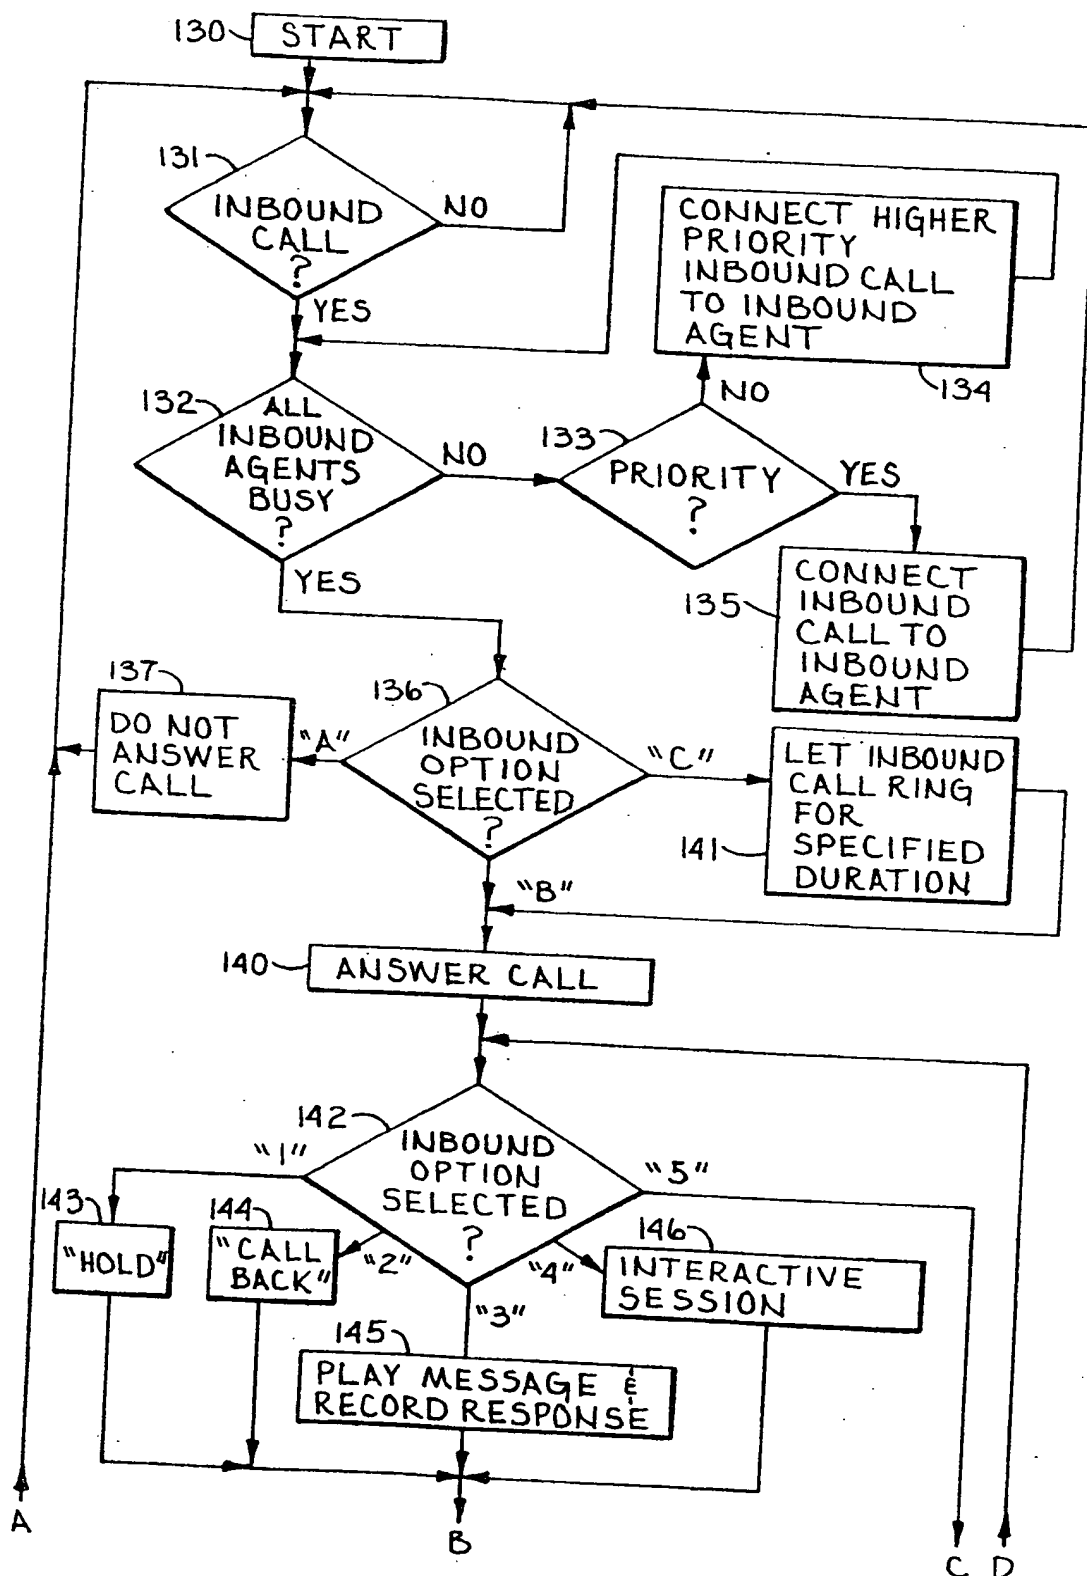 130
START
131
INBOUND
CALL
?
NO
YES
CONNECT HIGHER
PRIORITY
INBOUND CALL
TO INBOUND
AGENT
134
132
ALL
INBOUND
AGENTS
BUSY
?
NO
YES
133
PRIORITY
?
NO
YES
135
CONNECT
INBOUND
CALL TO
INBOUND
AGENT
137
DO NOT
ANSWER
CALL
"A"
136
INBOUND
OPTION
SELECTED
?
"C"
"B"
141
LET INBOUND
CALL RING
FOR
SPECIFIED
DURATION
140
ANSWER CALL
142
INBOUND
OPTION
SELECTED
?
"1"
"2"
"3"
"4"
"5"
143
"HOLD"
144
"CALL
BACK"
145
PLAY MESSAGE &
RECORD RESPONSE
146
INTERACTIVE
SESSION
A
B
C
D